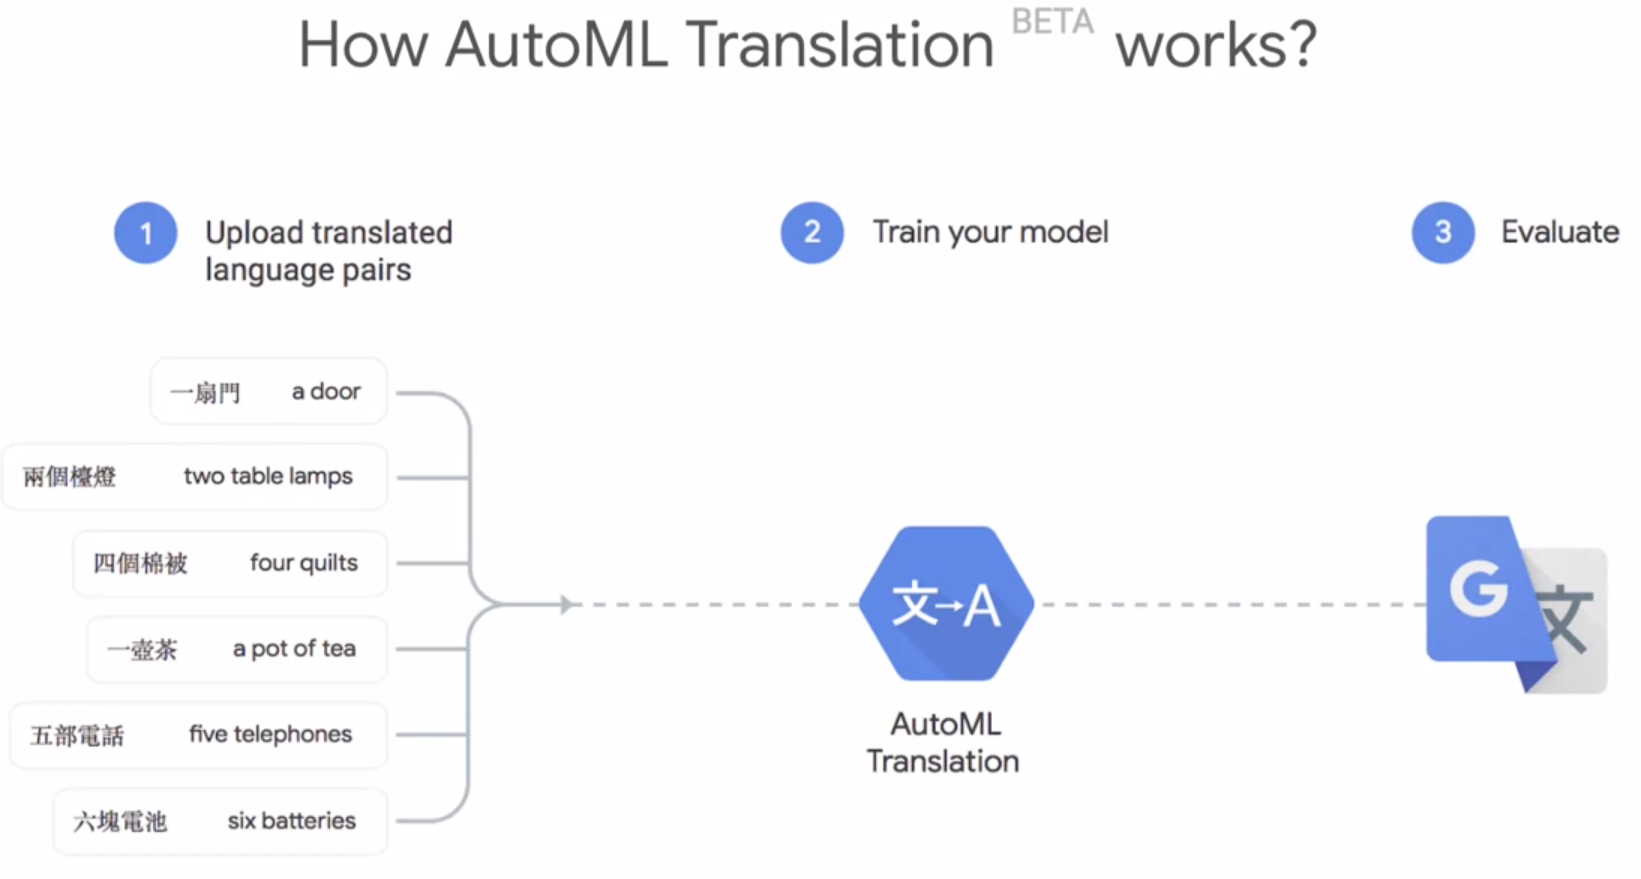 How AutoML Translation BETA works?
1 Upload translated
language pairs
2 Train your model
3 Evaluate
一扇門 a door
兩個檯燈 two table lamps
四個棉被 four quilts
一壺茶 a pot of tea
五部電話 five telephones
六塊電池 six batteries
文→A
AutoML
Translation
G 文